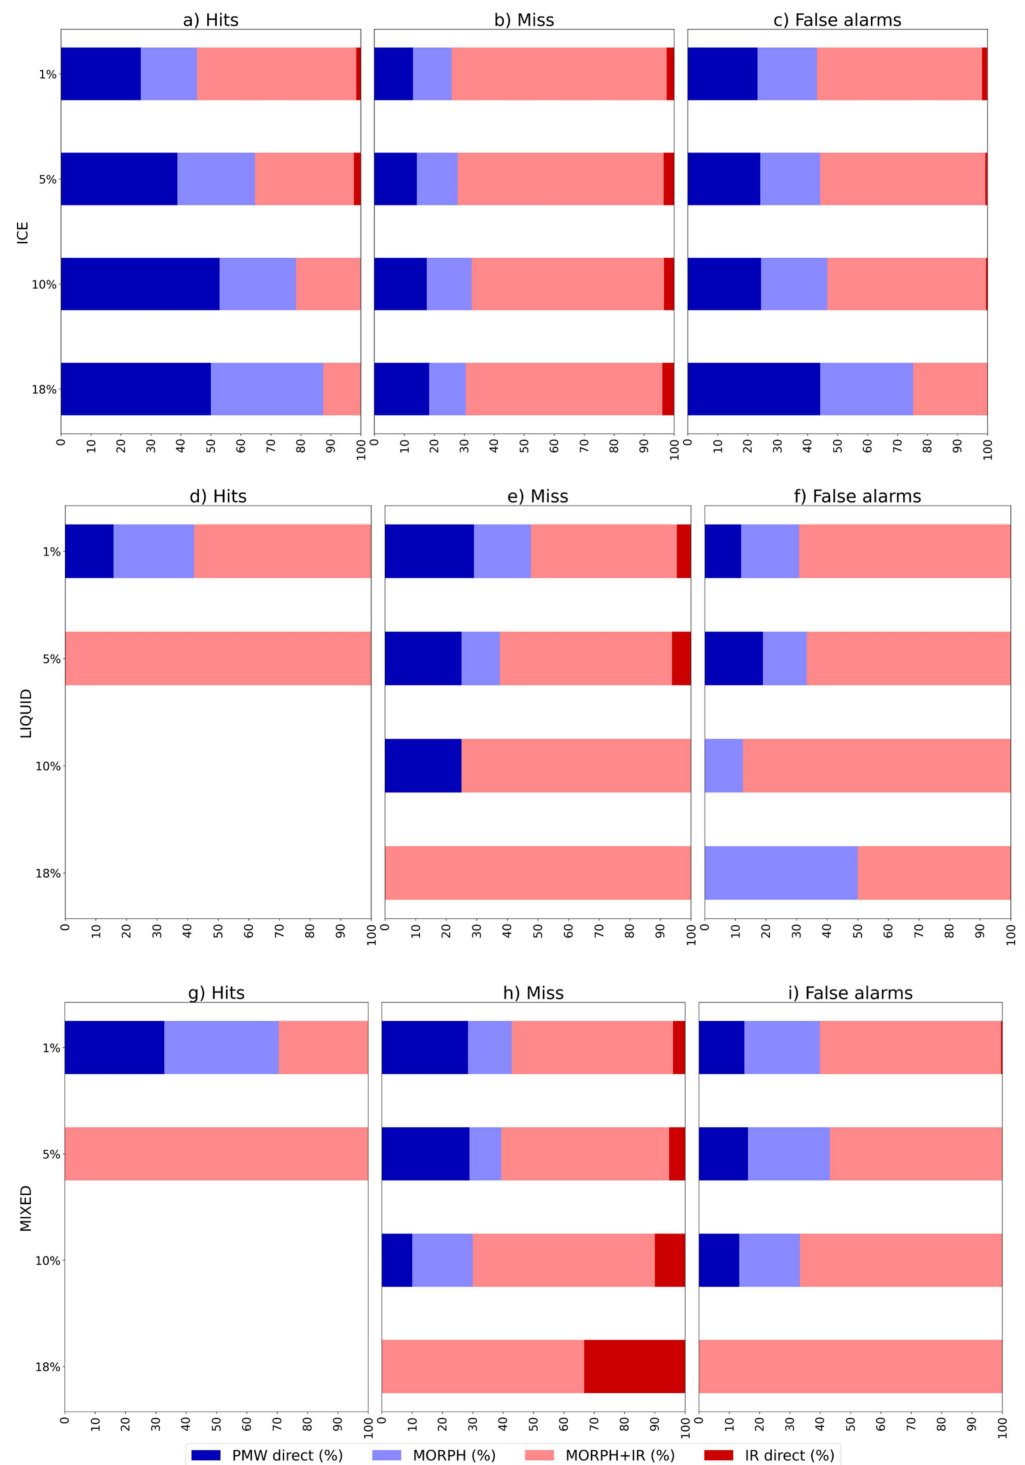 a) Hits b) Miss c) False alarms
1%
5%
ICE
10%
18%
0 10 20 30 40 50 60 70 80 90 100 0 10 20 30 40 50 60 70 80 90 100 0 10 20 30 40 50 60 70 80 90 100
d) Hits e) Miss f) False alarms
1%
5%
LIQUID
10%
18%
0 10 20 30 40 50 60 70 80 90 100 0 10 20 30 40 50 60 70 80 90 100 0 10 20 30 40 50 60 70 80 90 100
g) Hits h) Miss i) False alarms
1%
5%
MIXED
10%
18%
0 10 20 30 40 50 60 70 80 90 100 0 10 20 30 40 50 60 70 80 90 100 0 10 20 30 40 50 60 70 80 90 100
PMW direct (%) MORPH (%) MORPH+IR (%) IR direct (%)